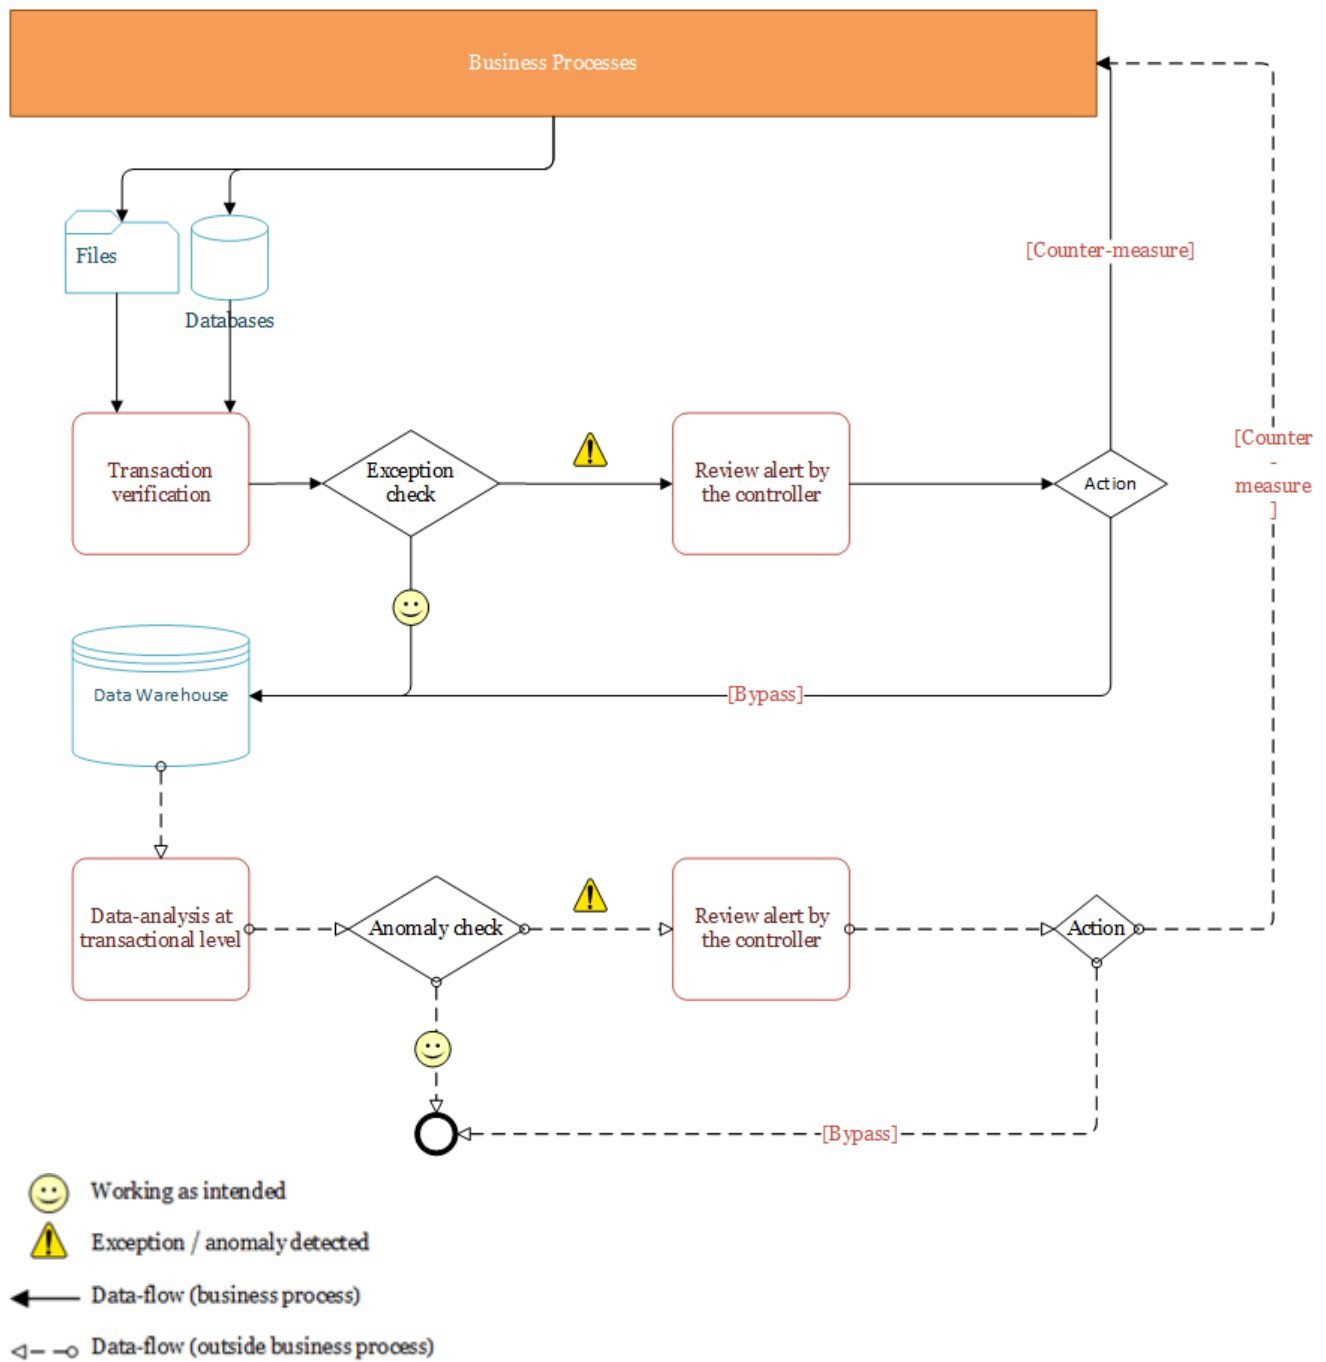 Business Processes
[Counter-measure]
Files
Databases
[Counter
-
measure
]
Transaction
verification
Exception
check
Review alert by
the controller
Action
Data Warehouse
[Bypass]
Data-analysis at
transactional level
Anomaly check
Review alert by
the controller
Action
[Bypass]
Working as intended
Exception / anomaly detected
Data-flow (business process)
Data-flow (outside business process)